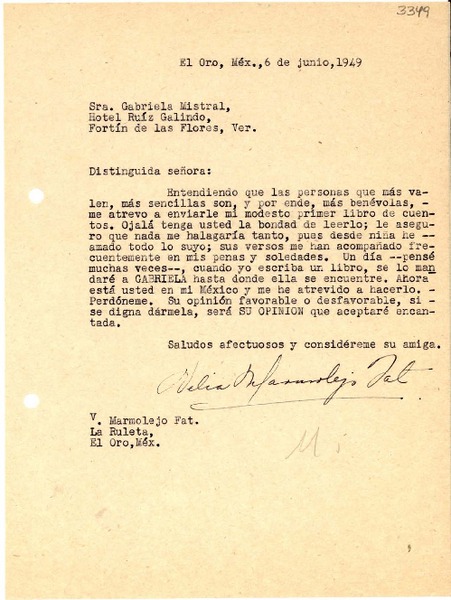 3349
El Oro, Méx.,6 de junio,1949
Sra. Gabriela Mistral,
Hotel Ruíz Galindo,
Fortín de las Flores, Ver.
Distinguida señora:
Entendiendo que las personas que más va-
len, más sencillas son, y por ende, más benévolas, -
me atrevo a enviarle mi modesto primer libro de cuen-
tos. Ojalá tenga usted la bondad de leerlo; le asegu-
ro que nada me halagaría tanto, pues desde niña he --
amado todo lo suyo; sus versos me han acompañado fre-
cuentemente en mis penas y soledades. Un día --pensé
muchas veces--, cuando yo escriba un libro, se lo man
daré a GABRIELA hasta donde ella se encuentre. Ahora
está usted en mi México y me he atrevido a hacerlo. -
Perdóneme. Su opinión favorable o desfavorable, si -
se digna dármela, será SU OPINION que aceptaré encan-
tada.
Saludos afectuosos y considéreme su amiga.
Marmolejo Fat
V. Marmolejo Fat.
La Ruleta,
El Oro,Méx.